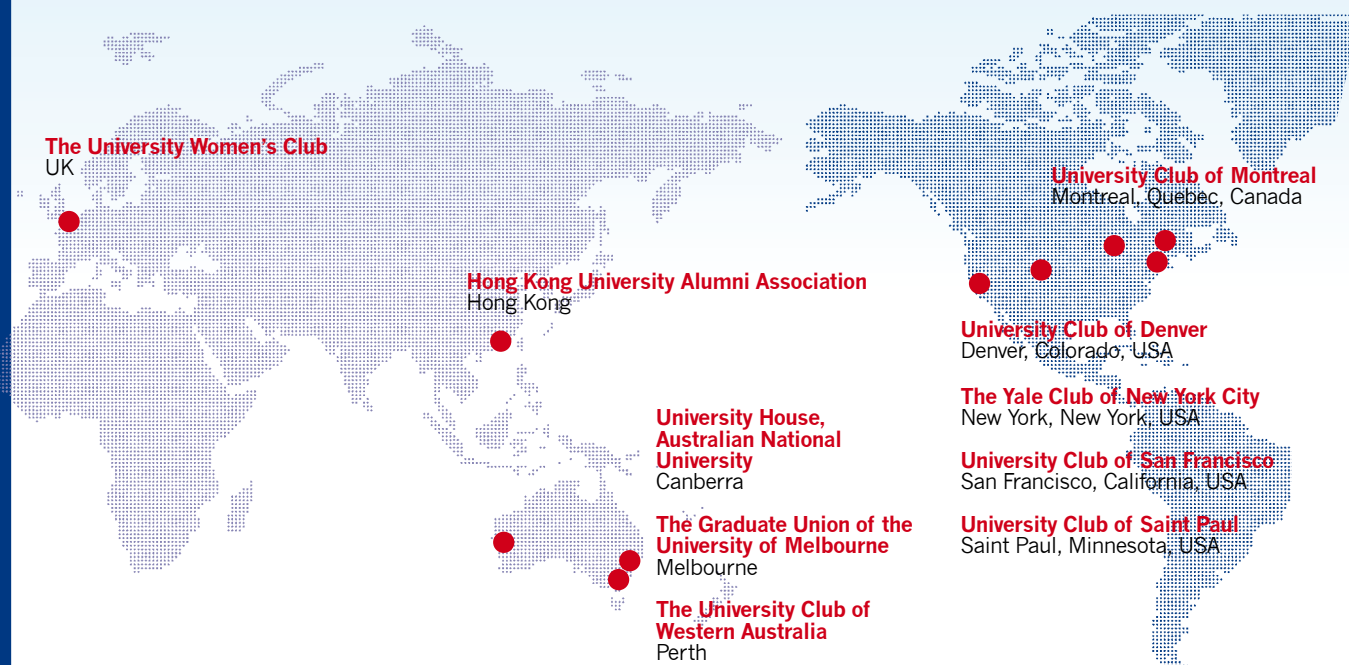 The University Women's Club
UK
University Club of Montreal
Montreal, Quebec, Canada
Hong Kong University Alumni Association
Hong Kong
University Club of Denver
Denver, Colorado, USA
The Yale Club of New York City
New York, New York, USA
University Club of San Francisco
San Francisco, California, USA
University Club of Saint Paul
Saint Paul, Minnesota, USA
University House,
Australian National
University
Canberra
The Graduate Union of the
University of Melbourne
Melbourne
The University Club of
Western Australia
Perth